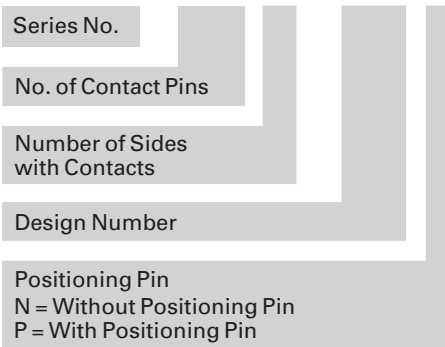 Series No.
No. of Contact Pins
Number of Sides
with Contacts
Design Number
Positioning Pin
N = Without Positioning Pin
P = With Positioning Pin